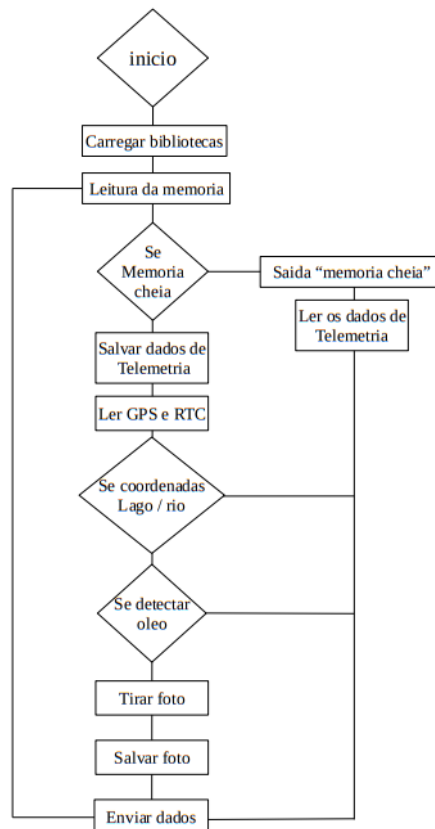 inicio
Carregar bibliotecas
Leitura da memoria
Se
Memoria
cheia
Saida “memoria cheia”
Ler os dados de
Telemetria
Salvar dados de
Telemetria
Ler GPS e RTC
Se coordenadas
Lago / rio
Se detectar
oleo
Tirar foto
Salvar foto
Enviar dados